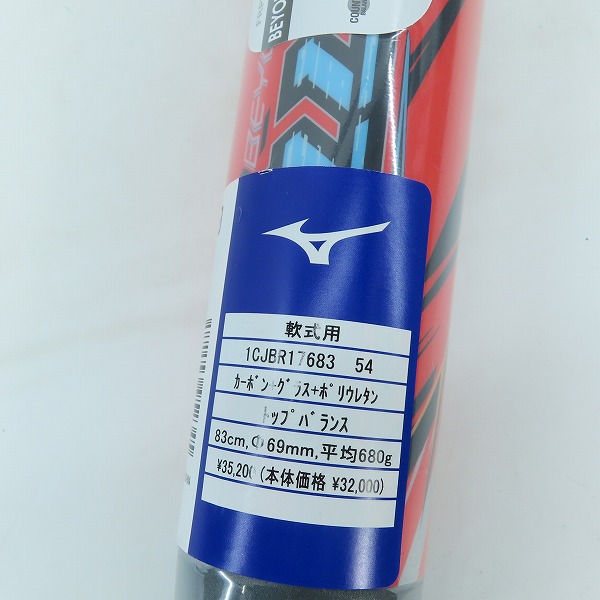 BEYO
COUN
軟式用
1CJBR17683 54
ｶｰﾎﾞﾝ+ｸﾞﾗｽ+ﾎﾟﾘｳﾚﾀﾝ
ﾄｯﾌﾟﾊﾞﾗﾝｽ
83cm,Φ69mm,平均680g
¥35,200(本体価格 ¥32,000)